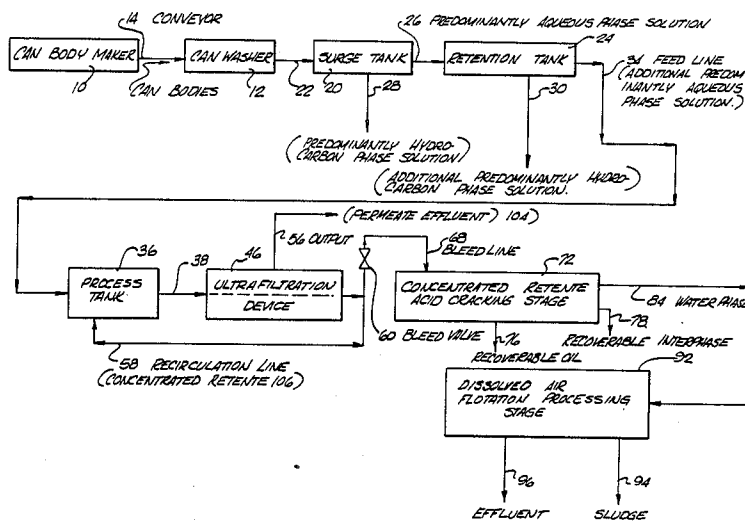 14 CONVEYOR
26 PREDOMINANTLY AQUEOUS PHASE SOLUTION
24
CAN BODY MAKER
CAN WASHER
SURGE TANK
RETENTION TANK
34 FEED LINE
(ADDITIONAL PREDOM-
INANTLY AQUEOUS
PHASE SOLUTION.)
10
CAN BODIES
12
22
20
28
30
(PREDOMINANTLY HYDRO-
CARBON PHASE SOLUTION)
(ADDITIONAL PREDOMINANTLY HYDRO-
CARBON PHASE SOLUTION.)
(PERMEATE EFFLUENT) 104
56 OUTPUT
68
BLEED LINE
36
38
46
72
PROCESS
TANK
ULTRAFILTRATION
DEVICE
CONCENTRATED RETENTE
ACID CRACKING STAGE
84 WATER PHASE
78
60 BLEED VALVE
76
RECOVERABLE INTERPHASE
RECOVERABLE OIL
92
58 RECIRCULATION LINE
(CONCENTRATED RETENTE 106)
DISSOLVED AIR
FLOTATION PROCESSING
STAGE
96
94
EFFLUENT
SLUDGE